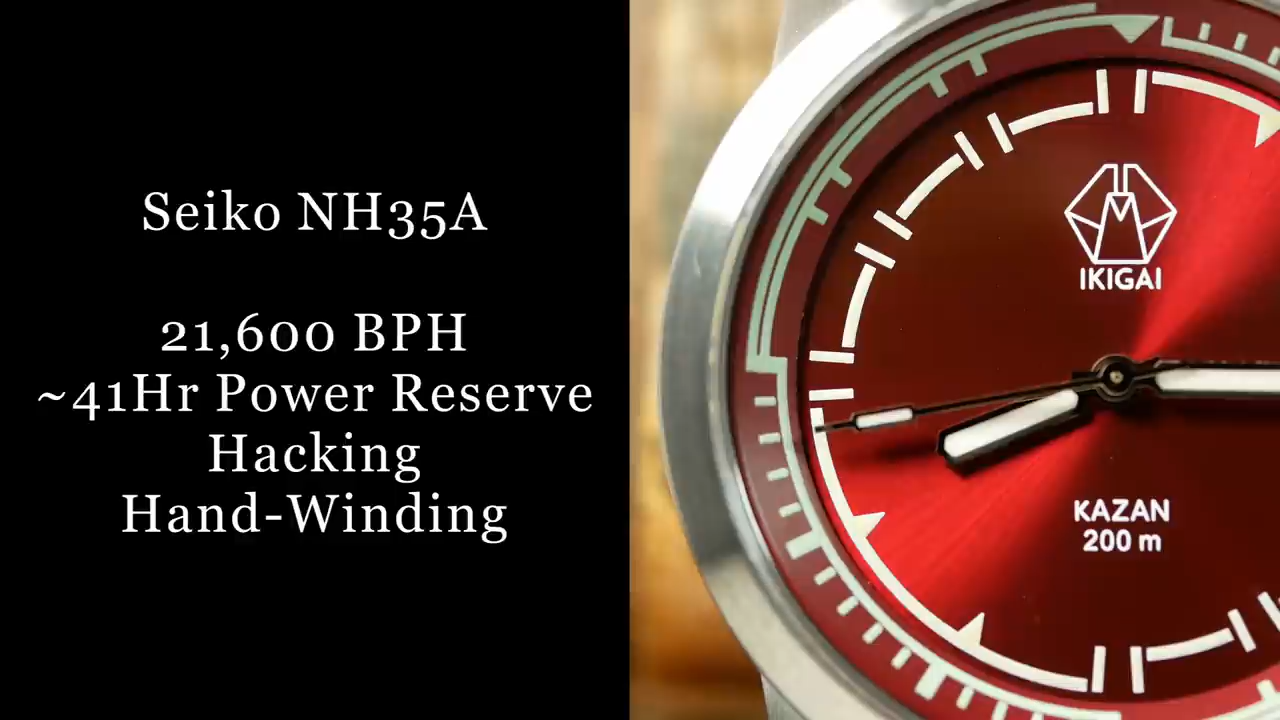 Seiko NH35A
21,600 BPH
~41Hr Power Reserve
Hacking
Hand-Winding
IKIGAI
KAZAN
200 m